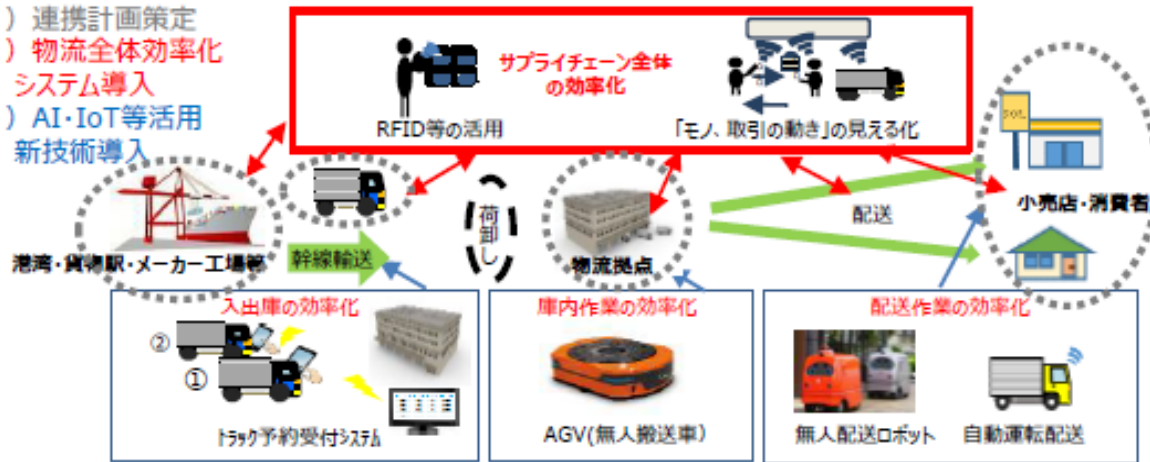 ）連携計画策定
）物流全体効率化
システム導入
）AI・IoT等活用
新技術導入
サプライチェーン全体
の効率化
RFID等の活用
「モノ、取引の動き」の見える化
小売店・消費者
配送
荷卸し
物流拠点
港湾・貨物駅・メーカー工場等
幹線輸送
入出庫の効率化
②
①
トラック予約受付システム
庫内作業の効率化
AGV(無人搬送車）
配送作業の効率化
無人配送ロボット
自動運転配送